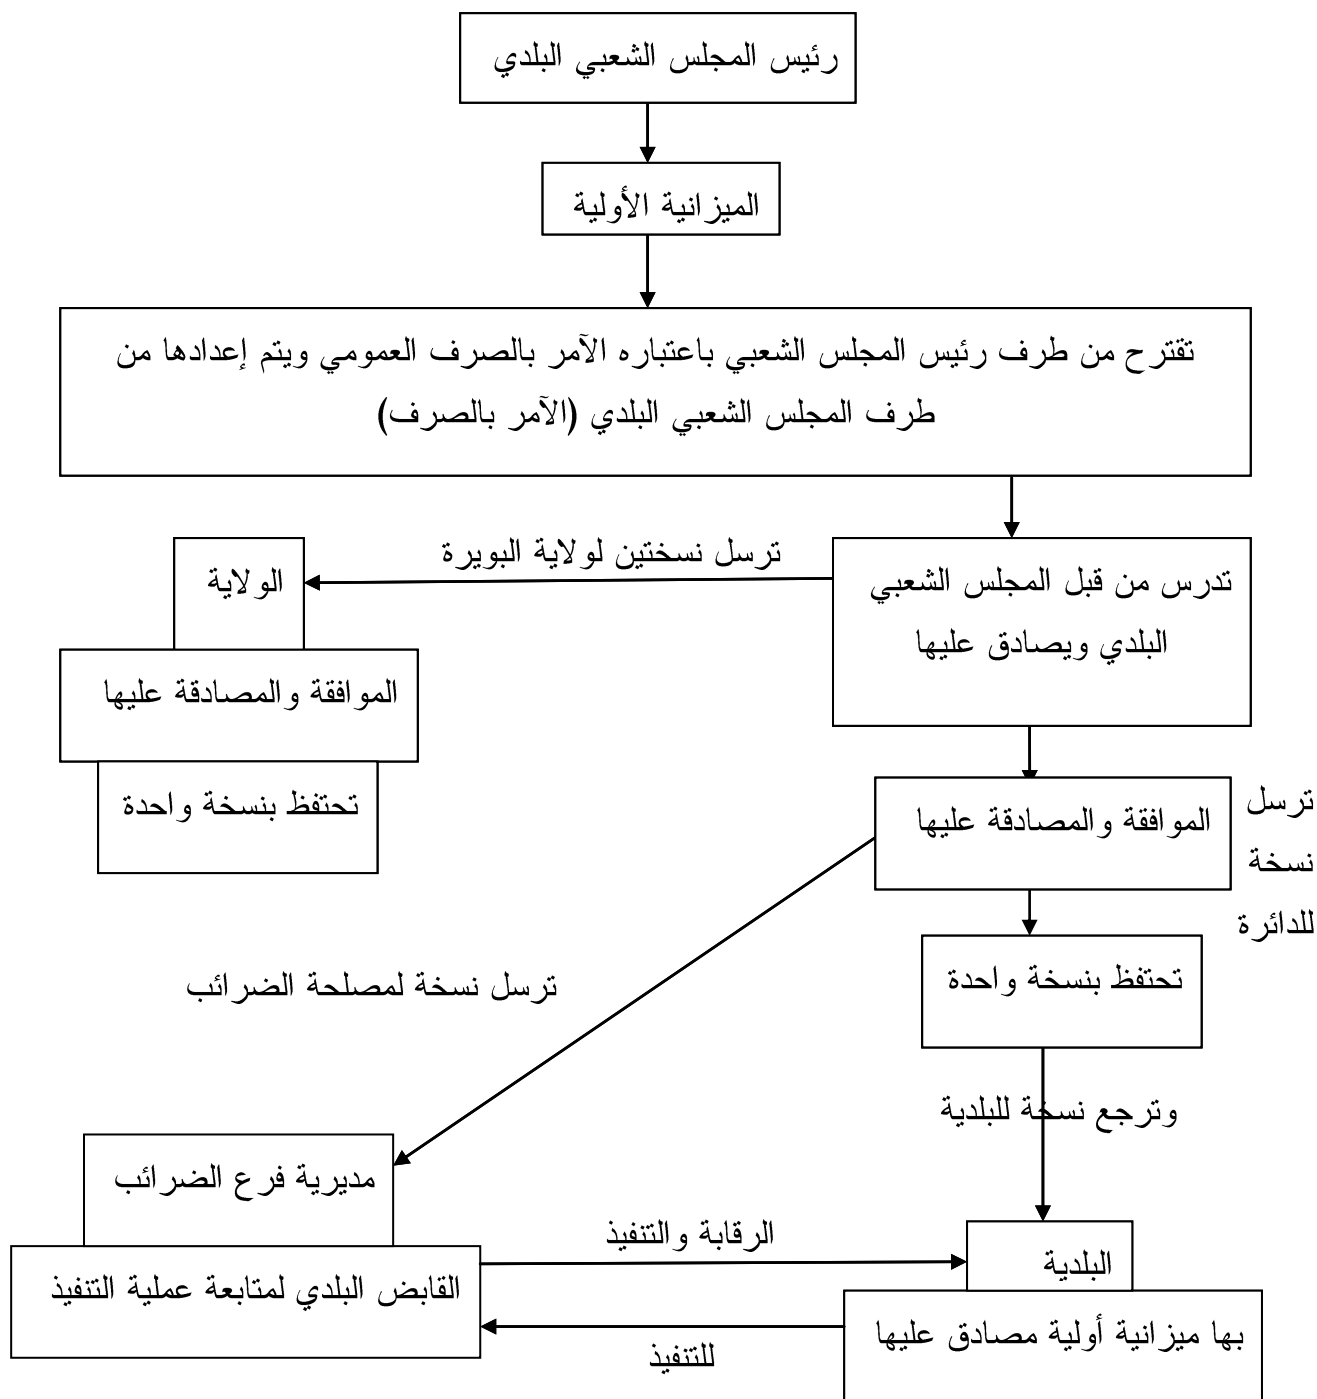 رئيس المجلس الشعبي البلدي
الميزانية الأولية
تقترح من طرف رئيس المجلس الشعبي باعتباره الآمر بالصرف العمومي ويتم إعدادها من
طرف المجلس الشعبي البلدي (الآمر بالصرف)
ترسل نسختين لولاية البويرة
تدرس من قبل المجلس الشعبي
البلدي ويصادق عليها
الولاية
الموافقة والمصادقة عليها
تحتفظ بنسخة واحدة
الموافقة والمصادقة عليها
ترسل
نسخة
للدائرة
تحتفظ بنسخة واحدة
ترسل نسخة لمصلحة الضرائب
وترجع نسخة للبلدية
مديرية فرع الضرائب
القابض البلدي لمتابعة عملية التنفيذ
الرقابة والتنفيذ
البلدية
بها ميزانية أولية مصادق عليها
للتنفيذ